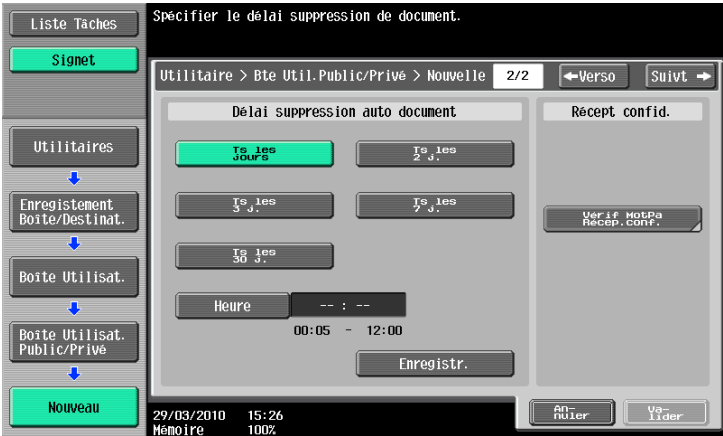 Liste Tâches
Spécifier le délai suppression de document.
Signet
Utilitaire > Bte Util.Public/Privé > Nouvelle 2/2 ←Verso Suivt →
Délai suppression auto document
Récept confid.
Utilitaires
Ts les
jours
Ts les
2 J.
Enregistement
Boîte/Destinat.
Ts les
3 J.
Ts les
7 J.
Vérif MotPa
Récep.conf.
Ts les
30 J.
Boîte Utilisat.
Heure -- : --
00:05 - 12:00
Boîte Utilisat.
Public/Privé
Enregistr.
Nouveau
29/03/2010 15:26
Mémoire 100%
An-
nuler
Va-
lider